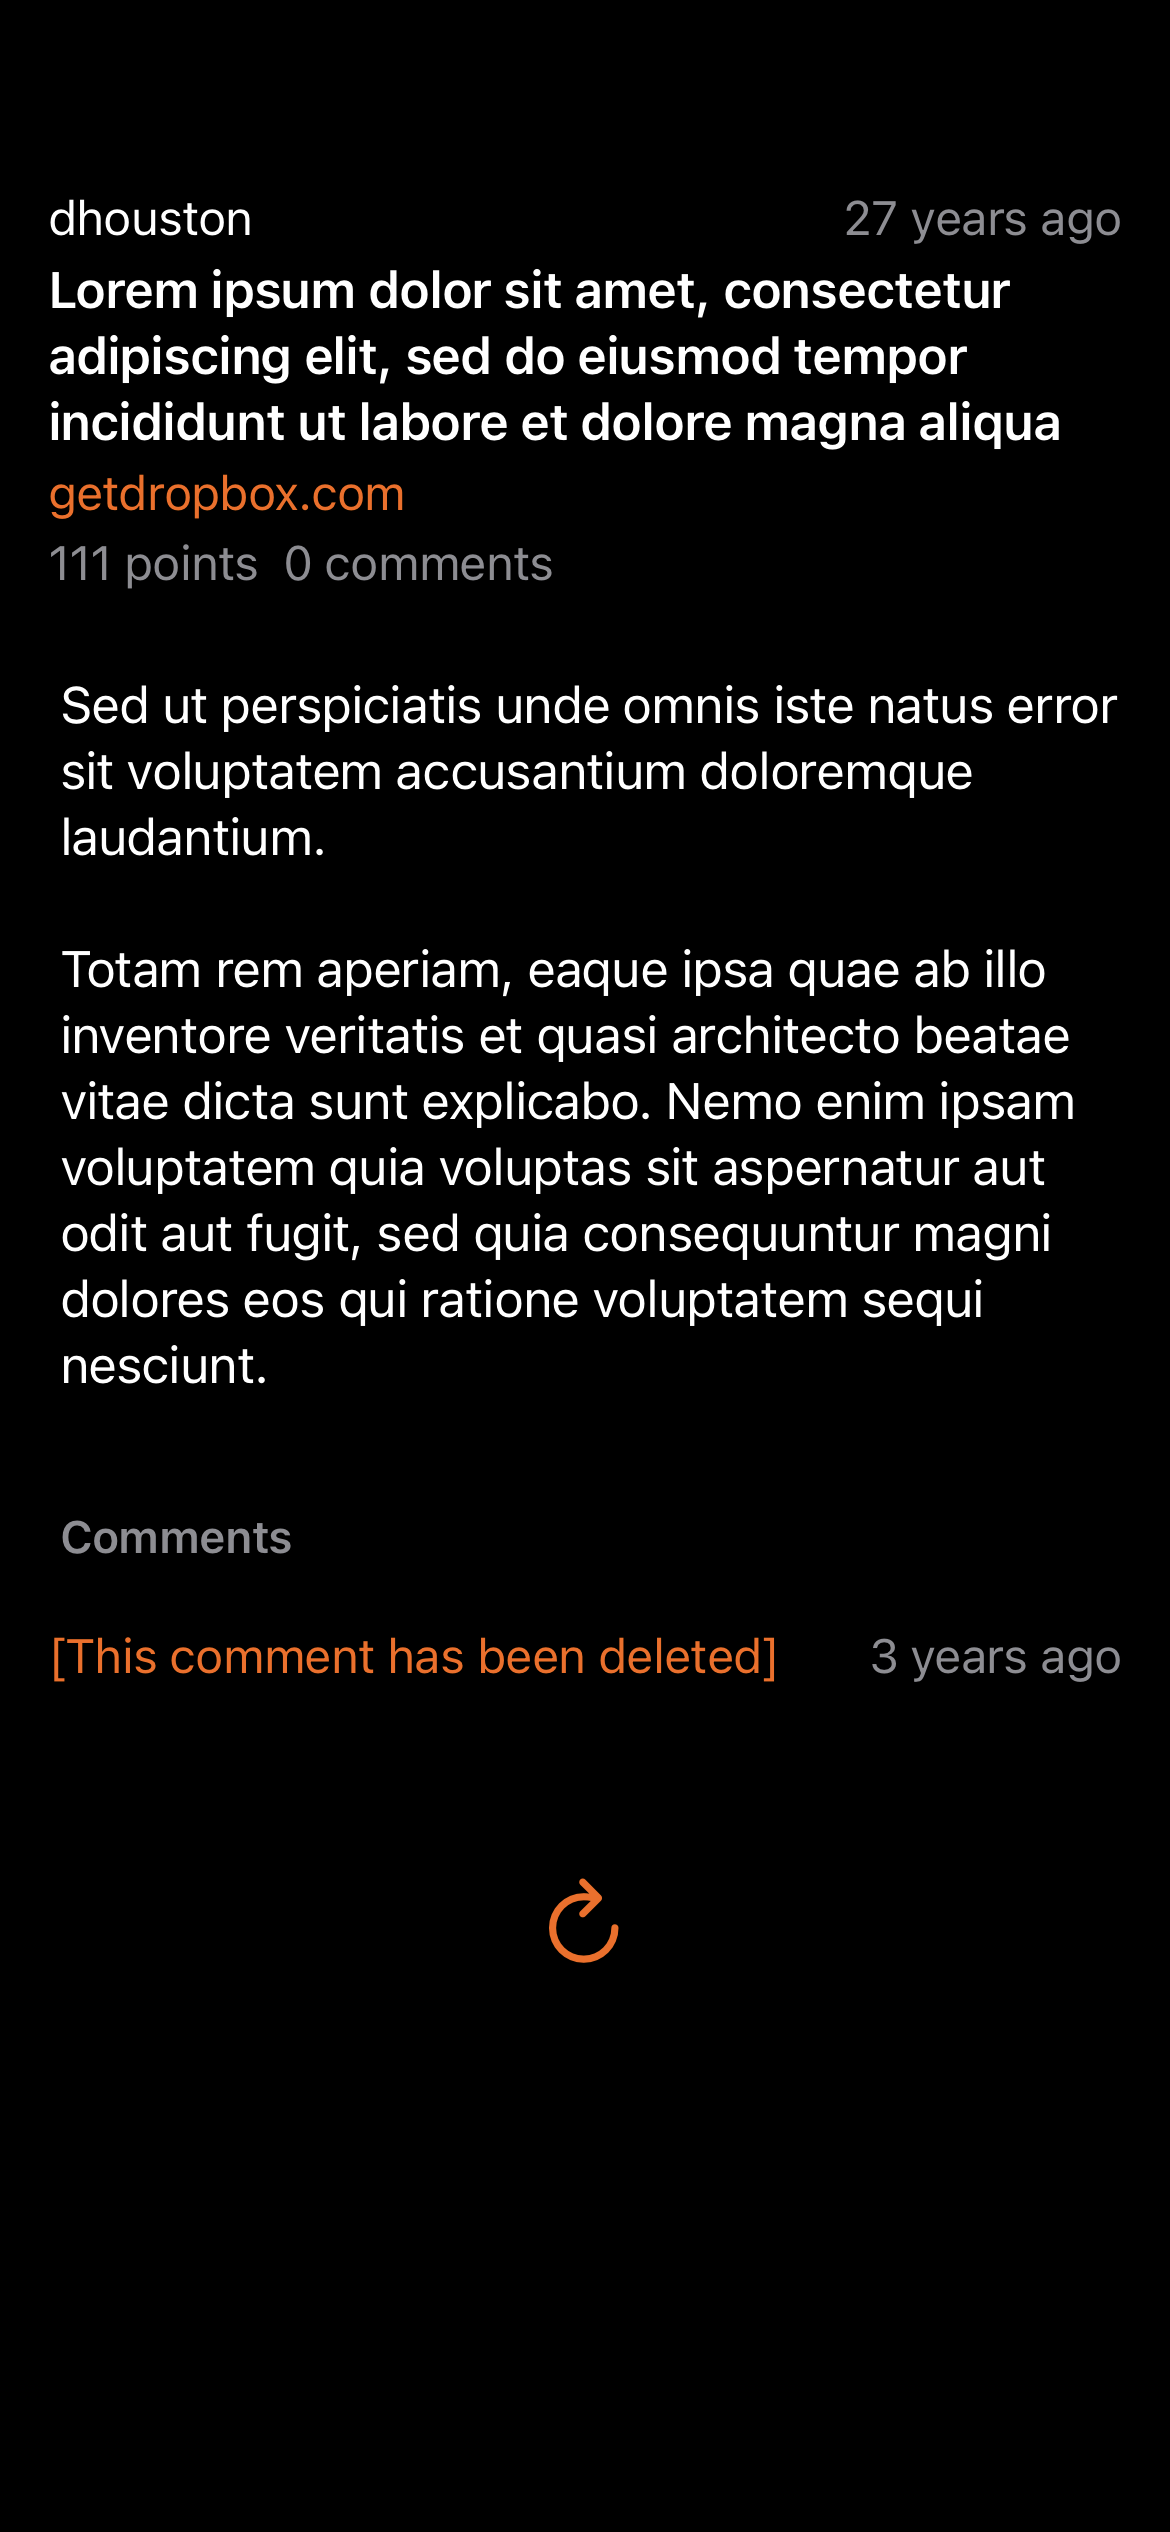 dhouston
27 years ago
Lorem ipsum dolor sit amet, consectetur
adipiscing elit, sed do eiusmod tempor
incididunt ut labore et dolore magna aliqua
getdropbox.com
111 points 0 comments
Sed ut perspiciatis unde omnis iste natus error
sit voluptatem accusantium doloremque
laudantium.
Totam rem aperiam, eaque ipsa quae ab illo
inventore veritatis et quasi architecto beatae
vitae dicta sunt explicabo. Nemo enim ipsam
voluptatem quia voluptas sit aspernatur aut
odit aut fugit, sed quia consequuntur magni
dolores eos qui ratione voluptatem sequi
nesciunt.
Comments
[This comment has been deleted]
3 years ago